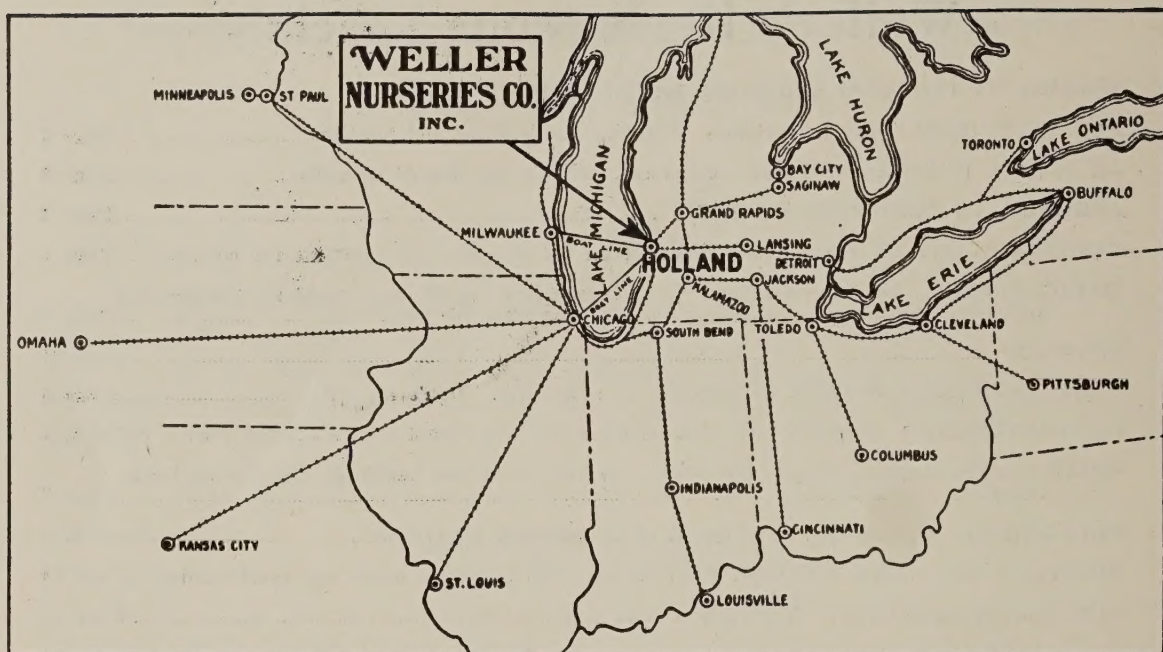 WELLER
NURSERIES CO.
INC.
MINNEAPOLIS
ST PAUL
LAKE HURON
TORONTO
LAKE ONTARIO
BAY CITY
SAGINAW
BUFFALO
LAKE MICHIGAN
GRAND RAPIDS
MILWAUKEE
BOAT LINE
HOLLAND
LANSING
DETROIT
JACKSON
KALAMAZOO
LAKE ERIE
BOAT LINE
CHICAGO
SOUTH BEND
TOLEDO
CLEVELAND
OMAHA
PITTSBURGH
COLUMBUS
INDIANAPOLIS
CINCINNATI
KANSAS CITY
ST. LOUIS
LOUISVILLE